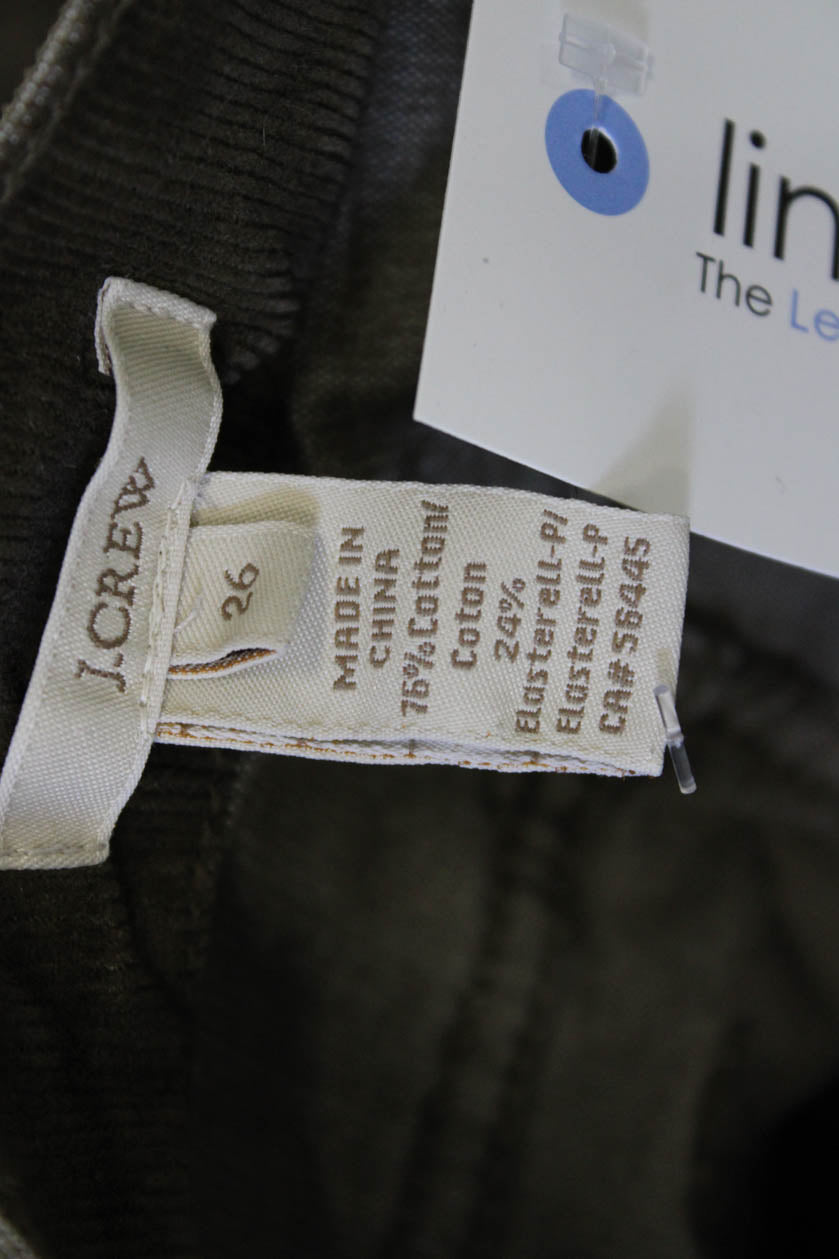 J.CREW
26
MADE IN
CHINA
76%Cotton/
Coton
24%
Elasterell-P/
Elasterell-P
CA# 56445
lin
The Le